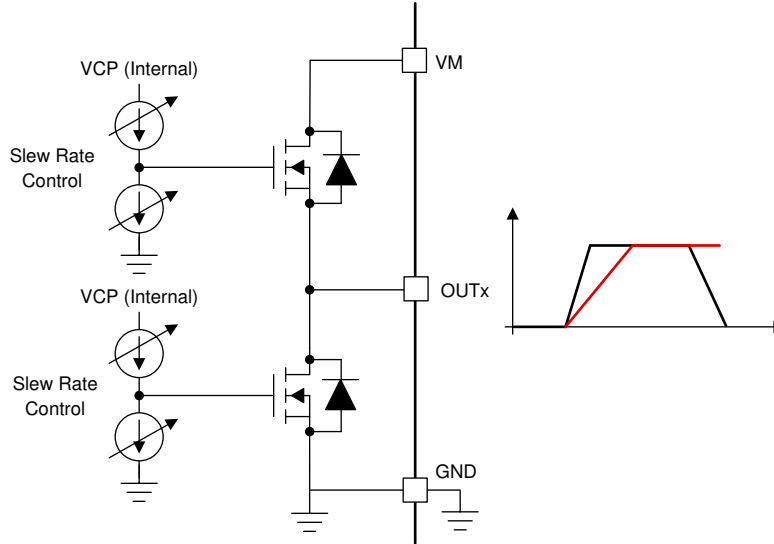 VM
VCP (Internal)
Slew Rate
Control
OUTx
VCP (Internal)
Slew Rate
Control
GND